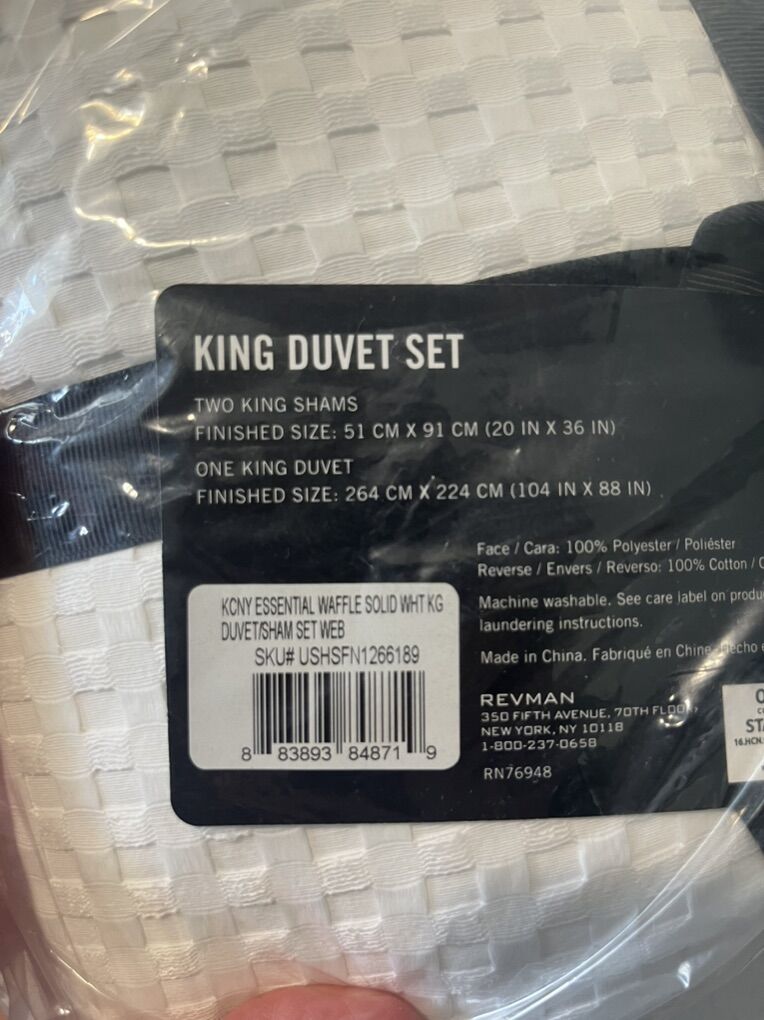 KING DUVET SET
TWO KING SHAMS
FINISHED SIZE: 51 CM X 91 CM (20 IN X 36 IN)
ONE KING DUVET
FINISHED SIZE: 264 CM X 224 CM (104 IN X 88 IN)
Face / Cara: 100% Polyester / Poliéster
Reverse / Envers / Reverso: 100% Cotton /
Machine washable. See care label on
laundering instructions.
Made in China. Fabriqué en Chine
KCNY ESSENTIAL WAFFLE SOLID WHT KG
DUVET/SHAM SET WEB
SKU# USHSFN1266189
8 83893 84871 9
REVMAN
350 FIFTH AVENUE, 70TH FLOOR,
NEW YORK, NY 10118
1-800-237-0658
RN76948